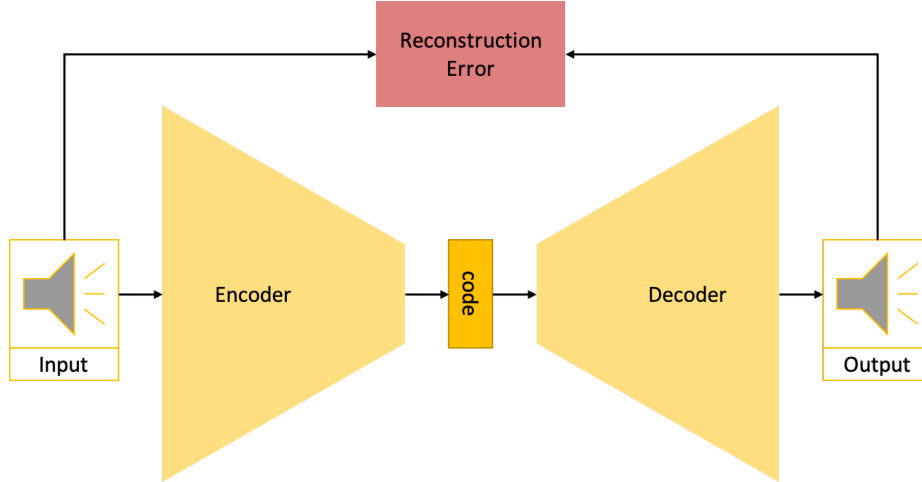 Reconstruction
Error
Encoder
code
Decoder
Input
Output